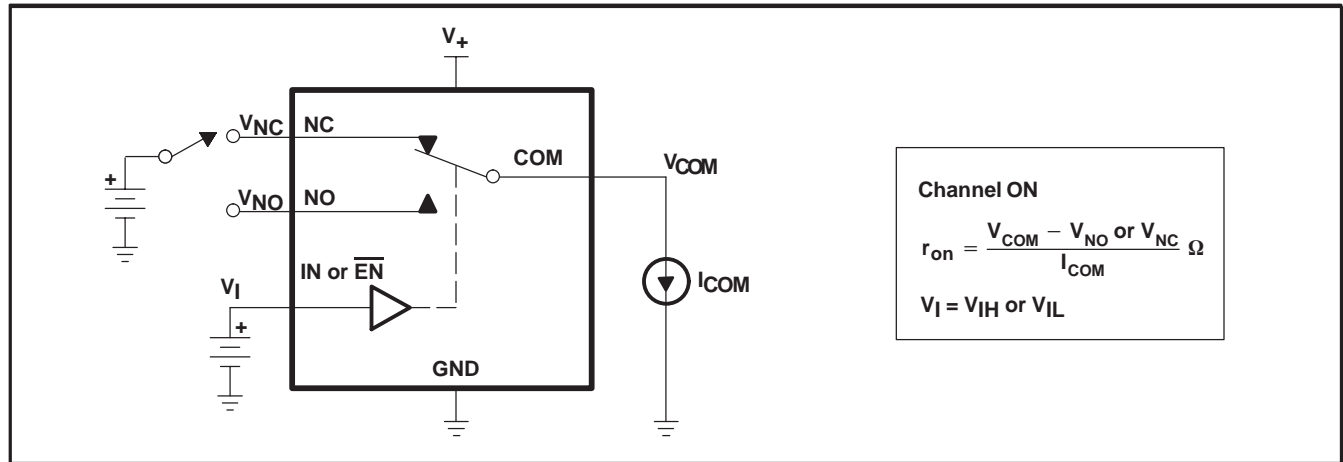 V+
VNC NC
COM
VCOM
+
VNO NO
IN or E̅N̅
VI
+
ICOM
GND
Channel ON
ron = VCOM − VNO or VNC / ICOM Ω
VI = VIH or VIL